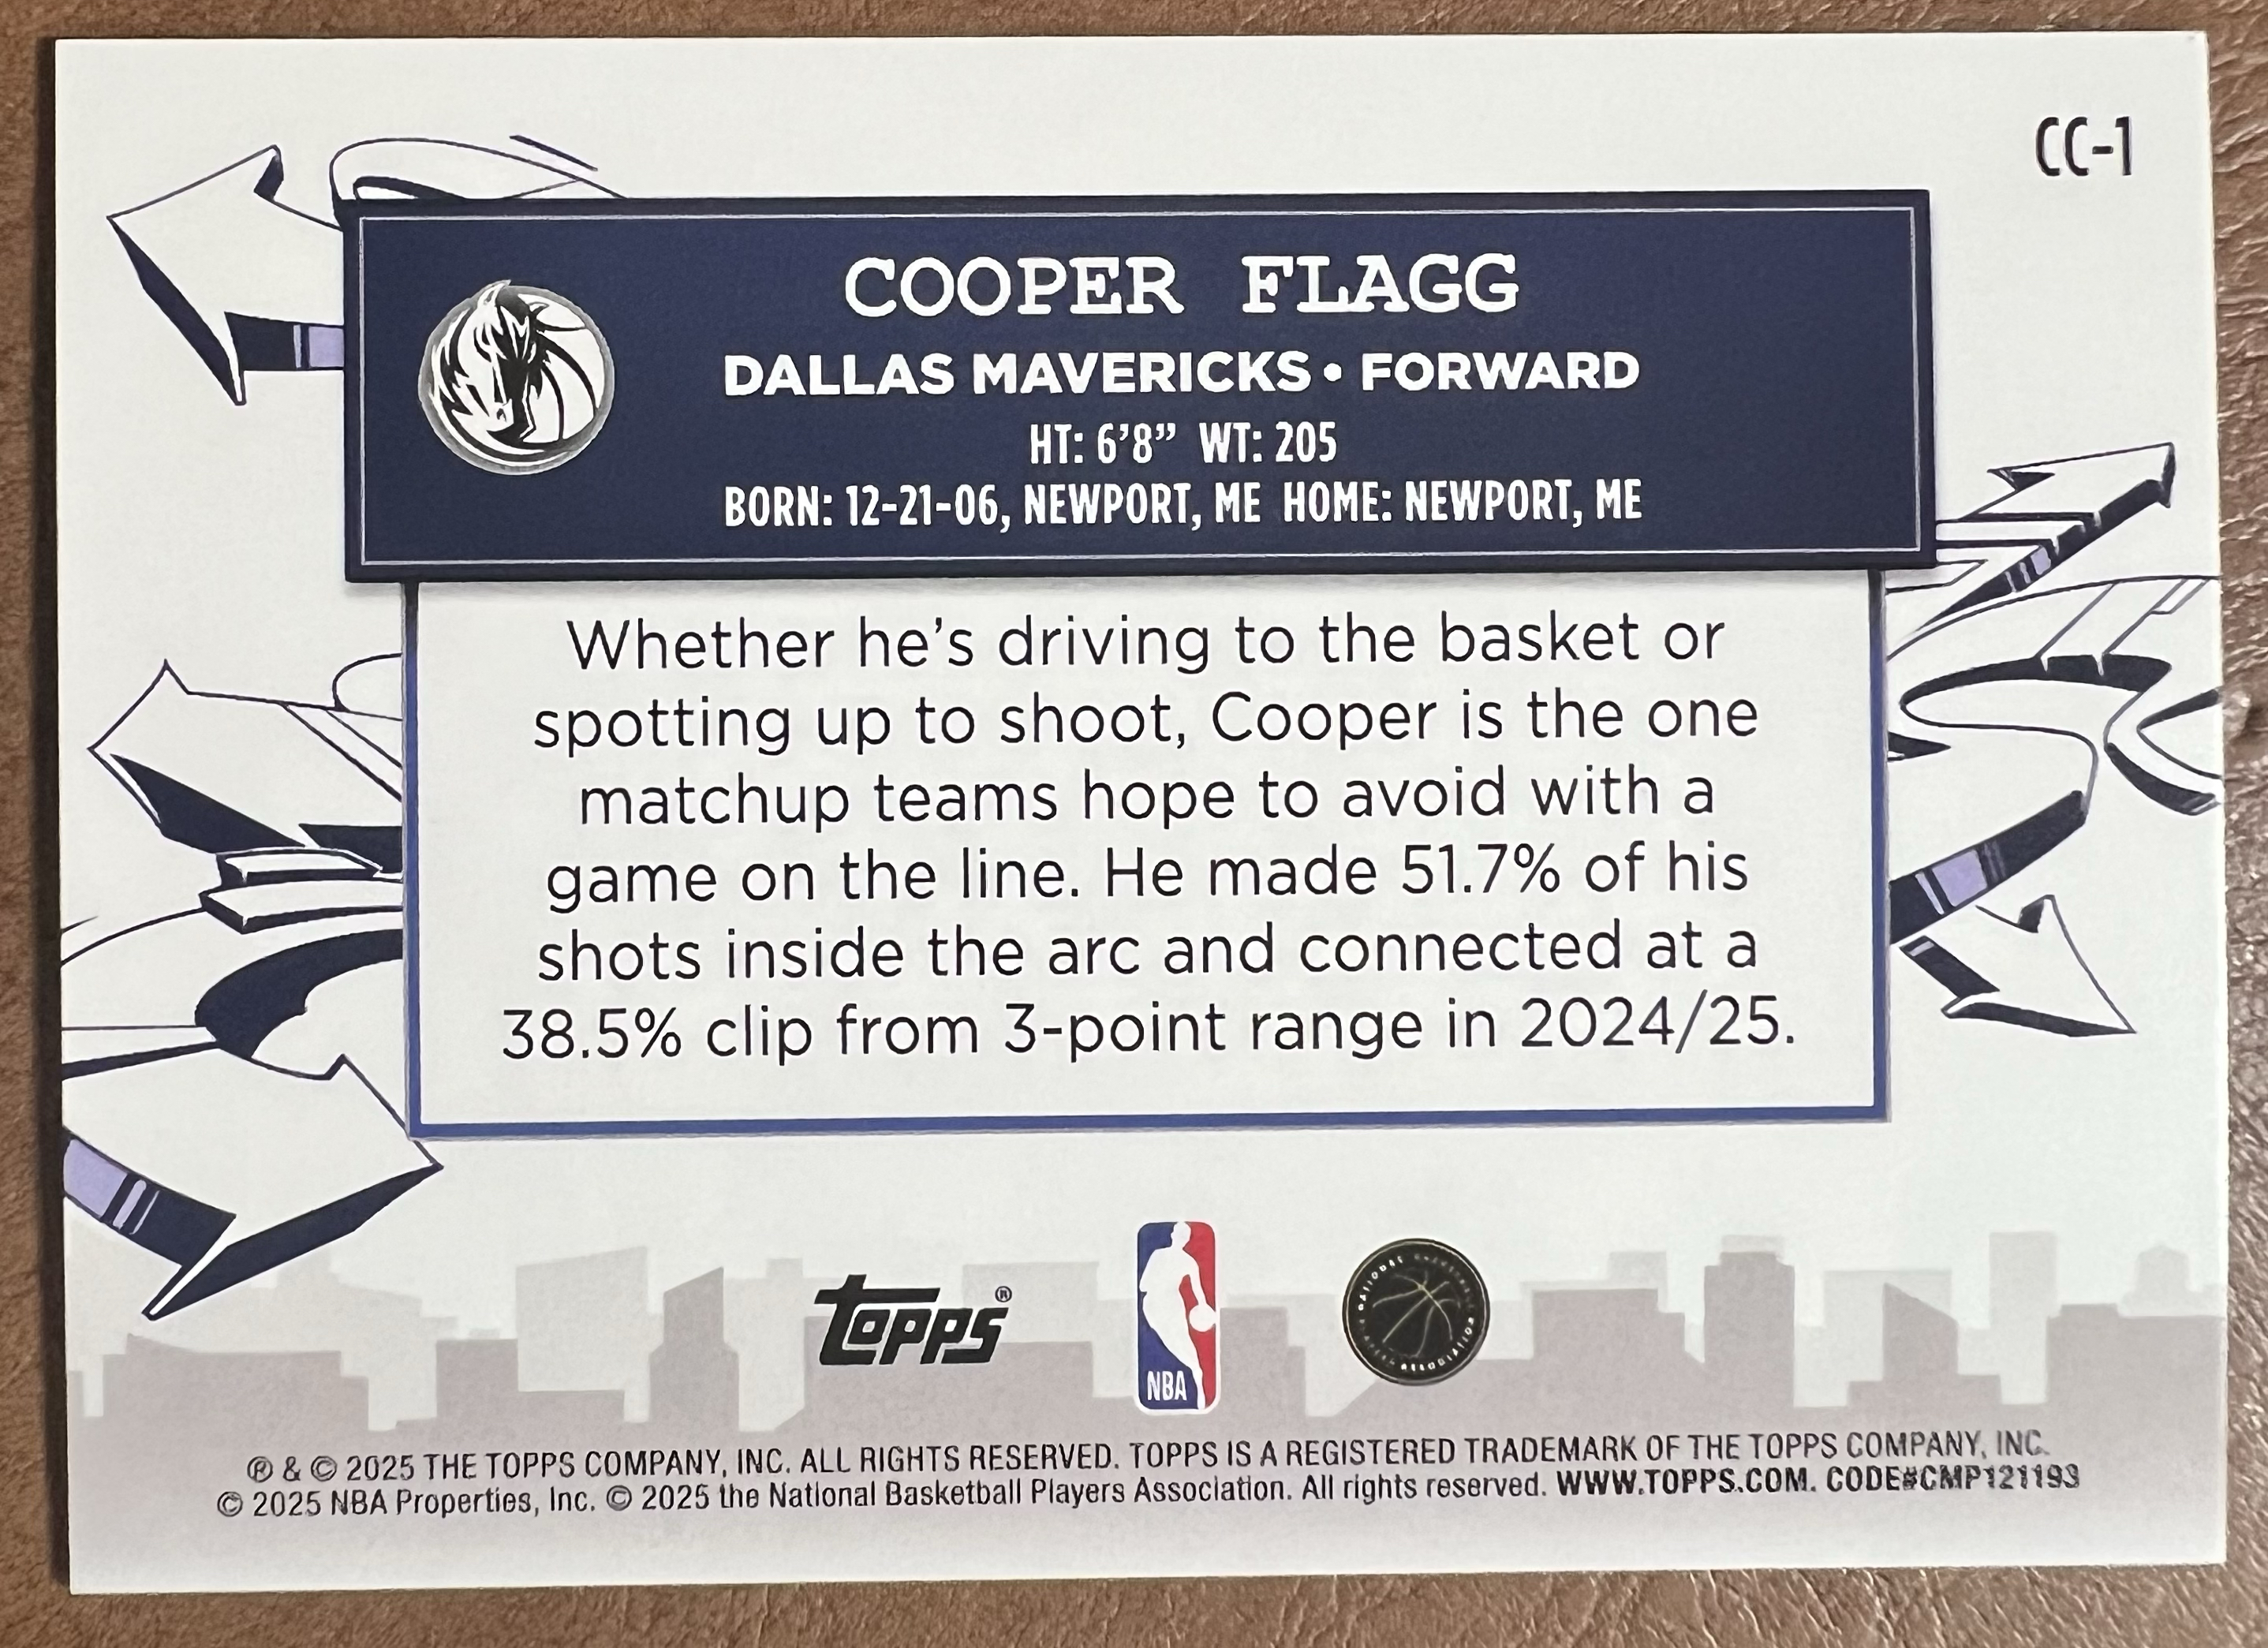 CC-1
COOPER FLAGG
DALLAS MAVERICKS • FORWARD
HT: 6’8” WT: 205
BORN: 12-21-06, NEWPORT, ME HOME: NEWPORT, ME
Whether he’s driving to the basket or
spotting up to shoot, Cooper is the one
matchup teams hope to avoid with a
game on the line. He made 51.7% of his
shots inside the arc and connected at a
38.5% clip from 3-point range in 2024/25.
Topps®
NBA
NATIONAL BASKETBALL PLAYERS ASSOCIATION
® & © 2025 THE TOPPS COMPANY, INC. ALL RIGHTS RESERVED. TOPPS IS A REGISTERED TRADEMARK OF THE TOPPS COMPANY, INC.
© 2025 NBA Properties, Inc. © 2025 the National Basketball Players Association. All rights reserved. WWW.TOPPS.COM. CODE#CMP121193